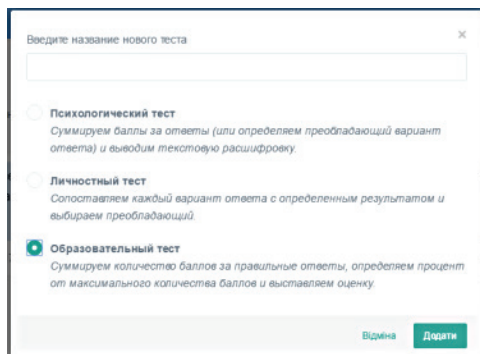 Введите название нового теста
×
Психологический тест
Суммируем баллы за ответы (или определяем преобладающий вариант
ответа) и выводим текстовую расшифровку.
Личностный тест
Сопоставляем каждый вариант ответа с определенным результатом и
выбираем преобладающий.
Образовательный тест
Суммируем количество баллов за правильные ответы, определяем процент
от максимального количества баллов и выставляем оценку.
Відміна Додати